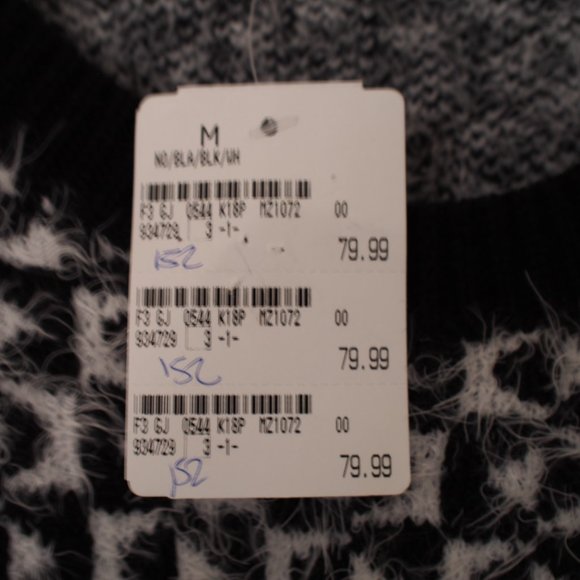 M
NO/BLA/BLK/WH
F3 GJ 0544 K18P MZ1072 00
934729 3 -1-
79.99
152
F3 GJ 0544 K18P MZ1072 00
934729 3 -1-
79.99
152
F3 GJ 0544 K18P MZ1072 00
934729 3 -1-
79.99
152